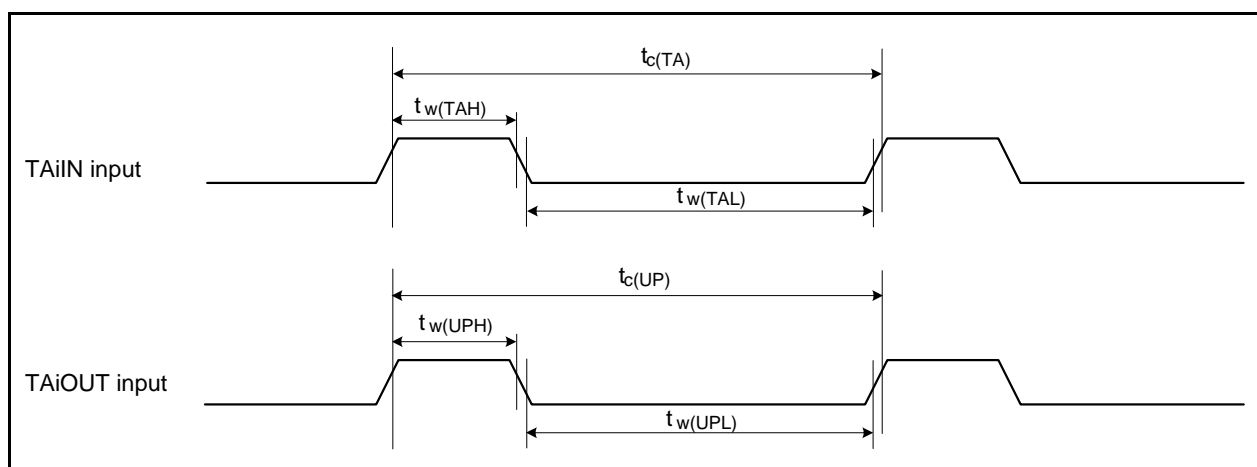 tc(TA)
tw(TAH)
TAiIN input
tw(TAL)
tc(UP)
tw(UPH)
TAiOUT input
tw(UPL)